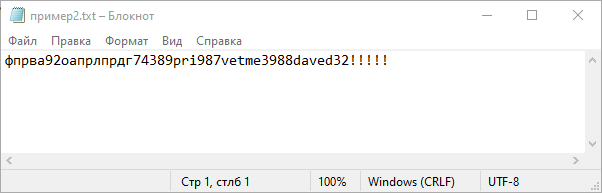 пример2.txt – Блокнот
Файл Правка Формат Вид Справка
фпрва92оапрлпрдг74389pri987vetme3988daved32!!!!!
Стр 1, стлб 1 100% Windows (CRLF) UTF-8